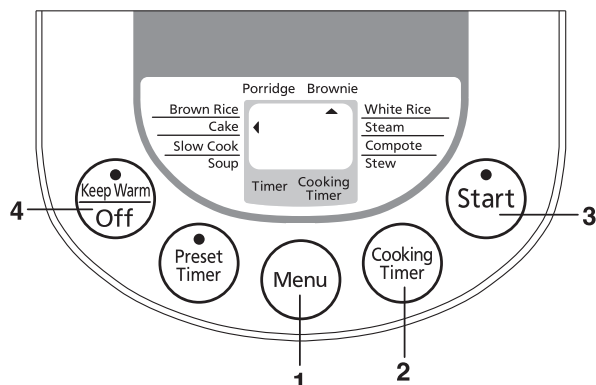 Porridge Brownie
Brown Rice
Cake
Slow Cook
Soup
White Rice
Steam
Compote
Stew
Timer
Cooking
Timer
Keep Warm
Off
4
Preset
Timer
Menu
1
Cooking
Timer
2
Start
3